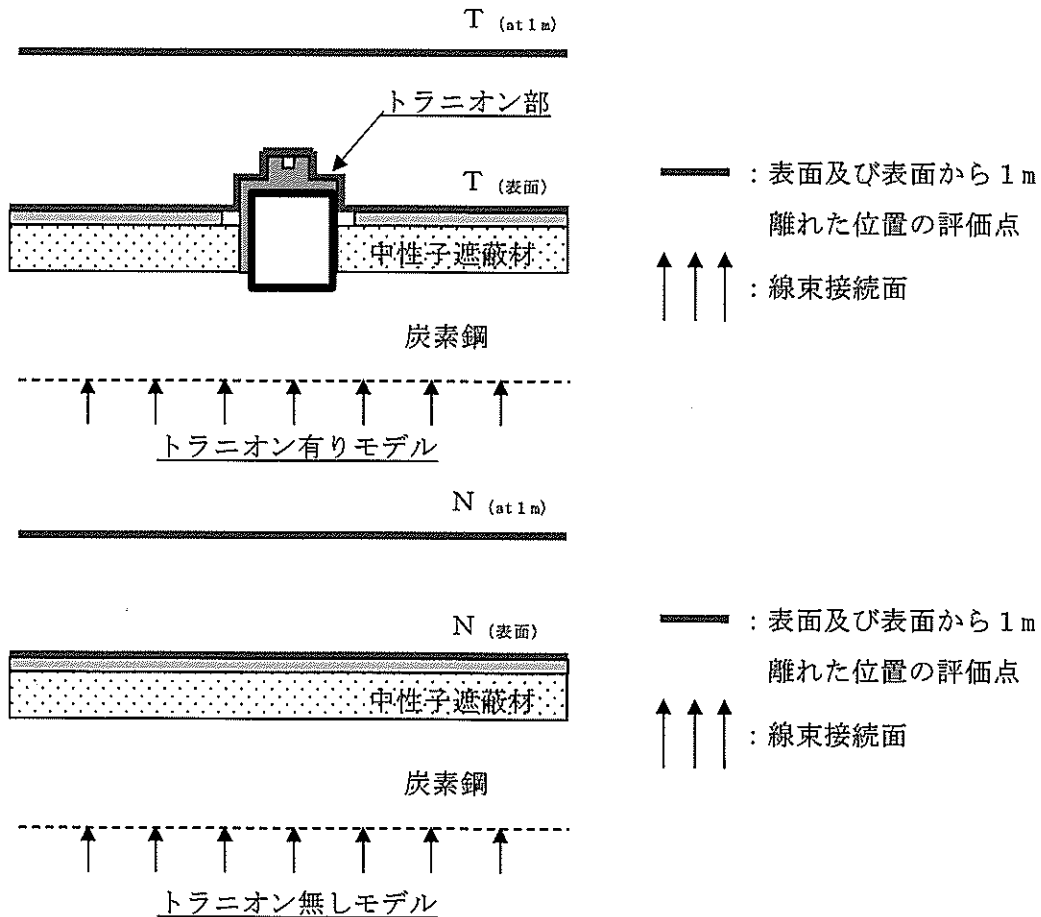 T (at 1 m)
トラニオン部
T (表面)
中性子遮蔽材
炭素鋼
トラニオン有りモデル
：表面及び表面から１ｍ
離れた位置の評価点
：線束接続面
N (at 1 m)
N (表面)
中性子遮蔽材
炭素鋼
トラニオン無しモデル
：表面及び表面から１ｍ
離れた位置の評価点
：線束接続面